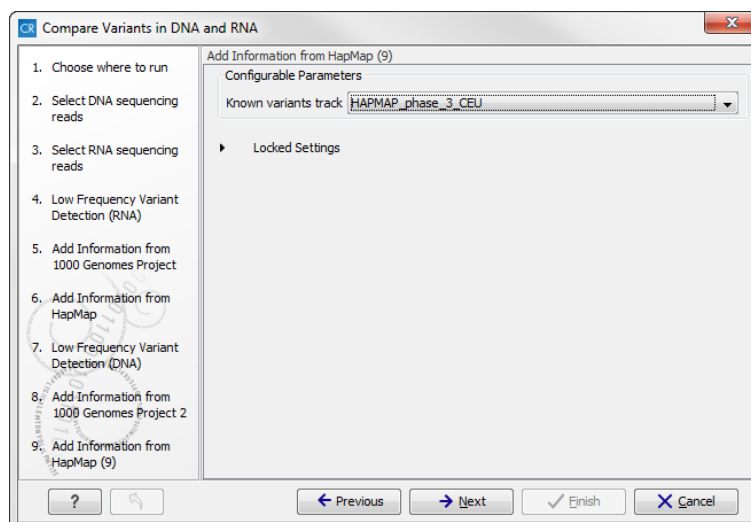 CR Compare Variants in DNA and RNA
X
1. Choose where to run
2. Select DNA sequencing
reads
3. Select RNA sequencing
reads
4. Low Frequency Variant
Detection (RNA)
5. Add Information from
1000 Genomes Project
6. Add Information from
HapMap
7. Low Frequency Variant
Detection (DNA)
8. Add Information from
1000 Genomes Project 2
9. Add Information from
HapMap (9)
Add Information from HapMap (9)
Configurable Parameters
Known variants track HAPMAP_phase_3_CEU
Locked Settings
? Previous Next Finish Cancel